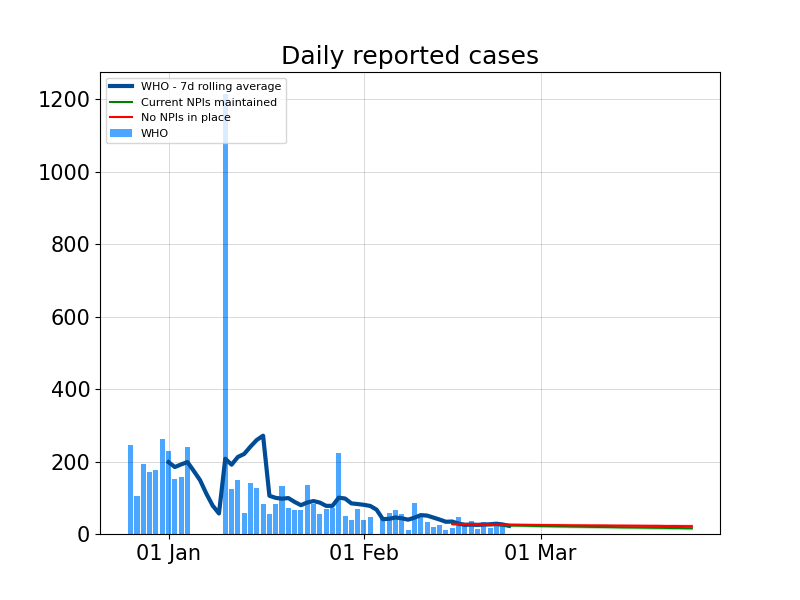 Daily reported cases
WHO - 7d rolling average
Current NPIs maintained
No NPIs in place
WHO
1200
1000
800
600
400
200
0
01 Jan
01 Feb
01 Mar